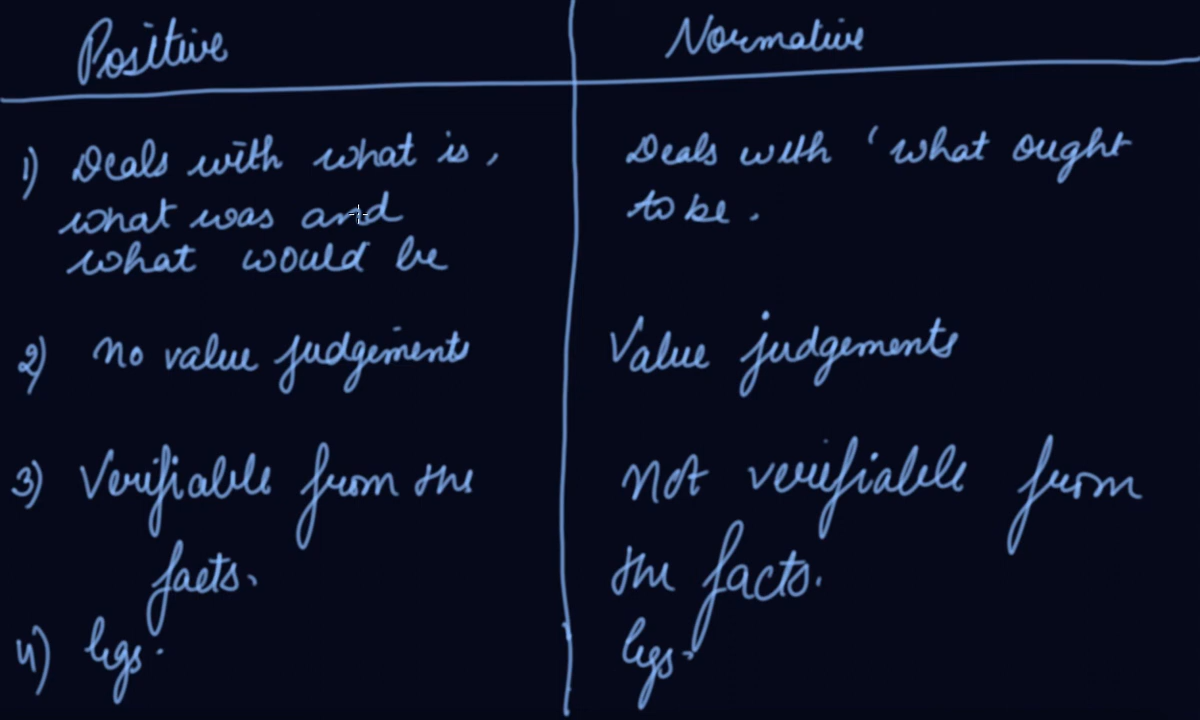 Positive
Normative
1) Deals with what is,
what was and
what would be
Deals with 'what ought
to be.
2) No value judgements
Value judgements
3) Verifiable from the
facts.
Not verifiable from
the facts.
4) Egs.
Egs.